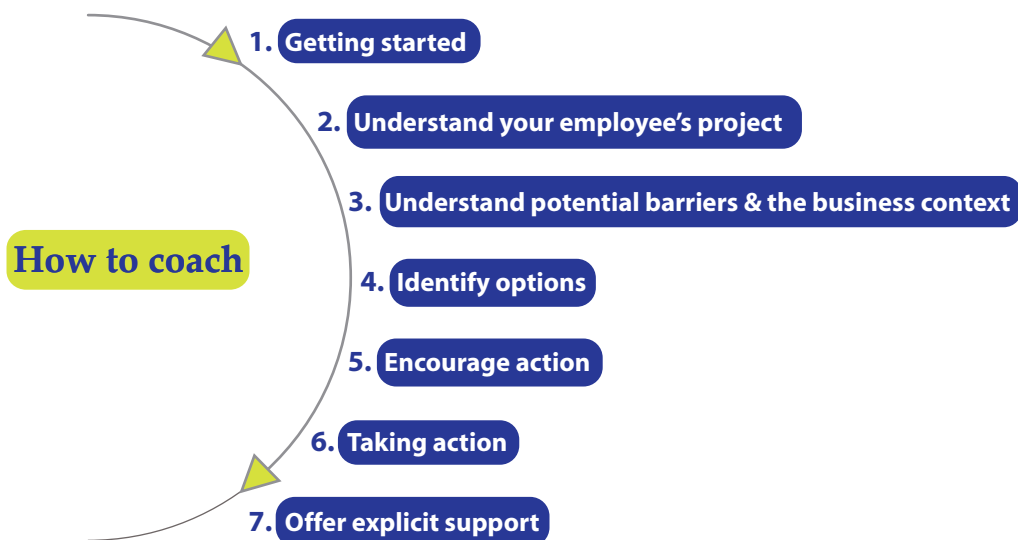 1. Getting started
2. Understand your employee’s project
3. Understand potential barriers & the business context
How to coach
4. Identify options
5. Encourage action
6. Taking action
7. Offer explicit support